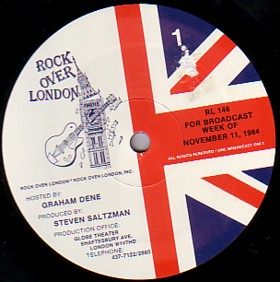 ROCK
OVER
LONDON
1
RL 146
FOR BROADCAST
WEEK OF
NOVEMBER 11, 1984
ALL RIGHTS RESERVED / ONE BROADCAST ONLY
ROCK OVER LONDON® ROCK OVER LONDON, INC.
HOSTED BY:
GRAHAM DENE
PRODUCED BY:
STEVEN SALTZMAN
PRODUCTION OFFICE:
GLOBE THEATER
SHAFTESBURY AVE.
LONDON W1V7HD
TELEPHONE:
437-7122/2980